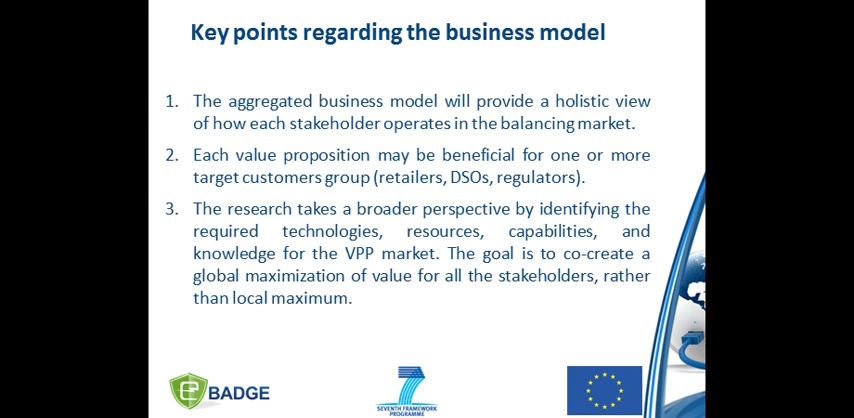 Key points regarding the business model
1. The aggregated business model will provide a holistic view
of how each stakeholder operates in the balancing market.
2. Each value proposition may be beneficial for one or more
target customers group (retailers, DSOs, regulators).
3. The research takes a broader perspective by identifying the
required technologies, resources, capabilities, and
knowledge for the VPP market. The goal is to co-create a
global maximization of value for all the stakeholders, rather
than local maximum.
e BADGE
SEVENTH FRAMEWORK
PROGRAMME